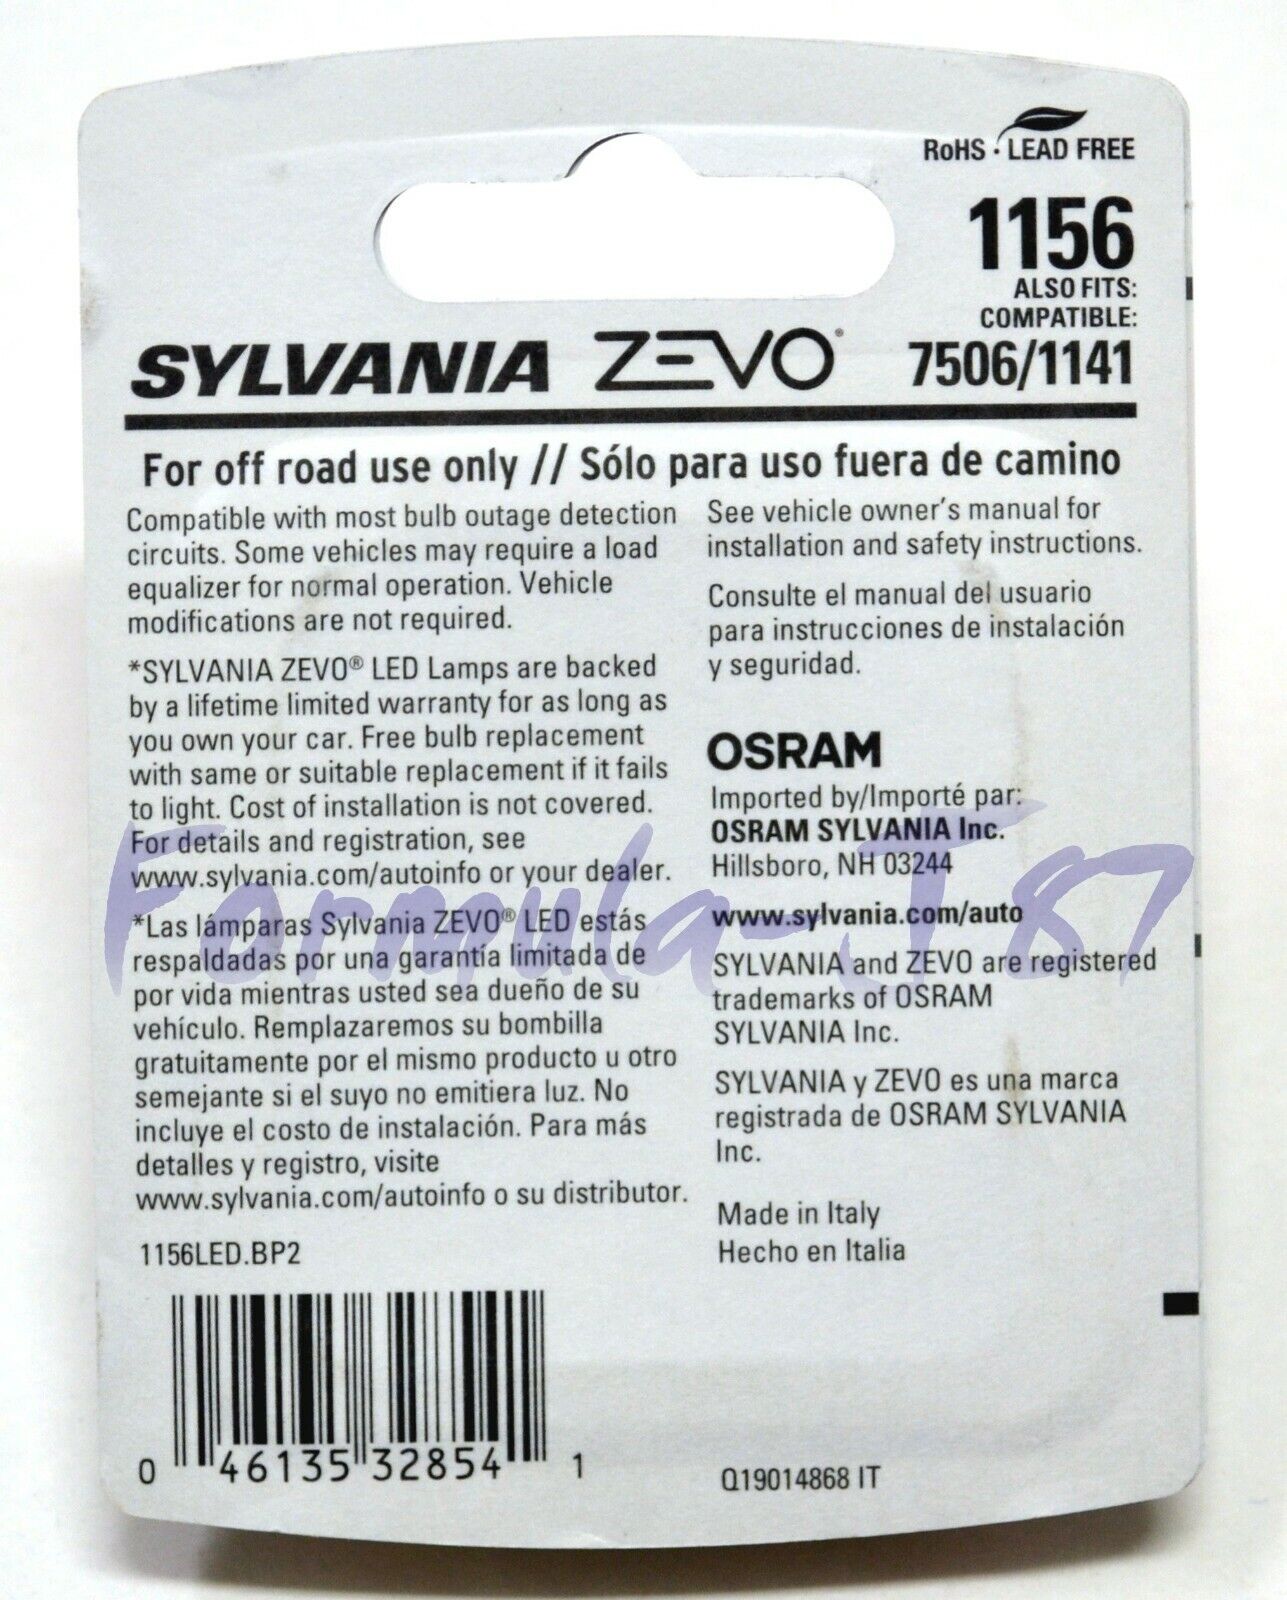 RoHS · LEAD FREE
1156
ALSO FITS:
COMPATIBLE:
7506/1141
SYLVANIA ZEVO®
For off road use only // Sólo para uso fuera de camino
Compatible with most bulb outage detection
circuits. Some vehicles may require a load
equalizer for normal operation. Vehicle
modifications are not required.
*SYLVANIA ZEVO® LED Lamps are backed
by a lifetime limited warranty for as long as
you own your car. Free bulb replacement
with same or suitable replacement if it fails
to light. Cost of installation is not covered.
For details and registration, see
www.sylvania.com/autoinfo or your dealer.
*Las lámparas Sylvania ZEVO® LED estás
respaldadas por una garantía limitada de
por vida mientras usted sea dueño de su
vehículo. Remplazaremos su bombilla
gratuitamente por el mismo producto u otro
semejante si el suyo no emitiera luz. No
incluye el costo de instalación. Para más
detalles y registro, visite
www.sylvania.com/autoinfo o su distributor.
1156LED.BP2
0 46135 32854 1
See vehicle owner's manual for
installation and safety instructions.
Consulte el manual del usuario
para instrucciones de instalación
y seguridad.
OSRAM
Imported by/Importé par:
OSRAM SYLVANIA Inc.
Hillsboro, NH 03244
www.sylvania.com/auto
SYLVANIA and ZEVO are registered
trademarks of OSRAM
SYLVANIA Inc.
SYLVANIA y ZEVO es una marca
registrada de OSRAM SYLVANIA
Inc.
Made in Italy
Hecho en Italia
Q19014868 IT
Formula-J87